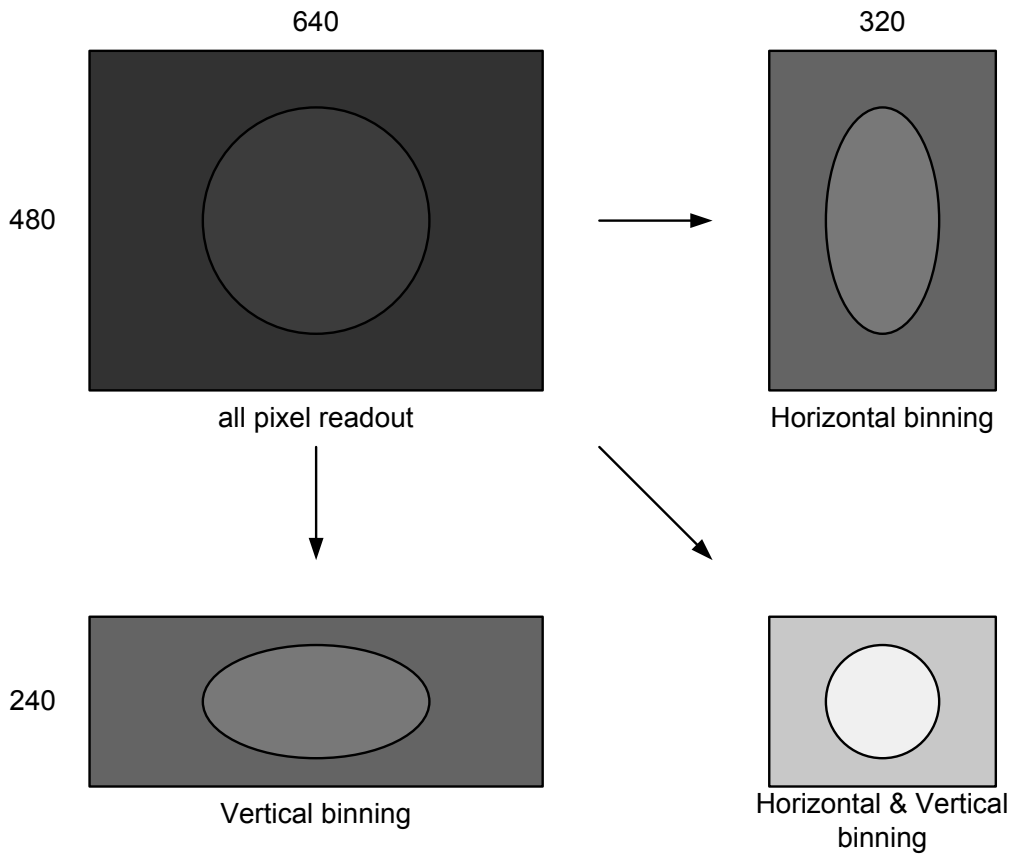 640
320
480
all pixel readout
Horizontal binning
240
Vertical binning
Horizontal & Vertical
binning